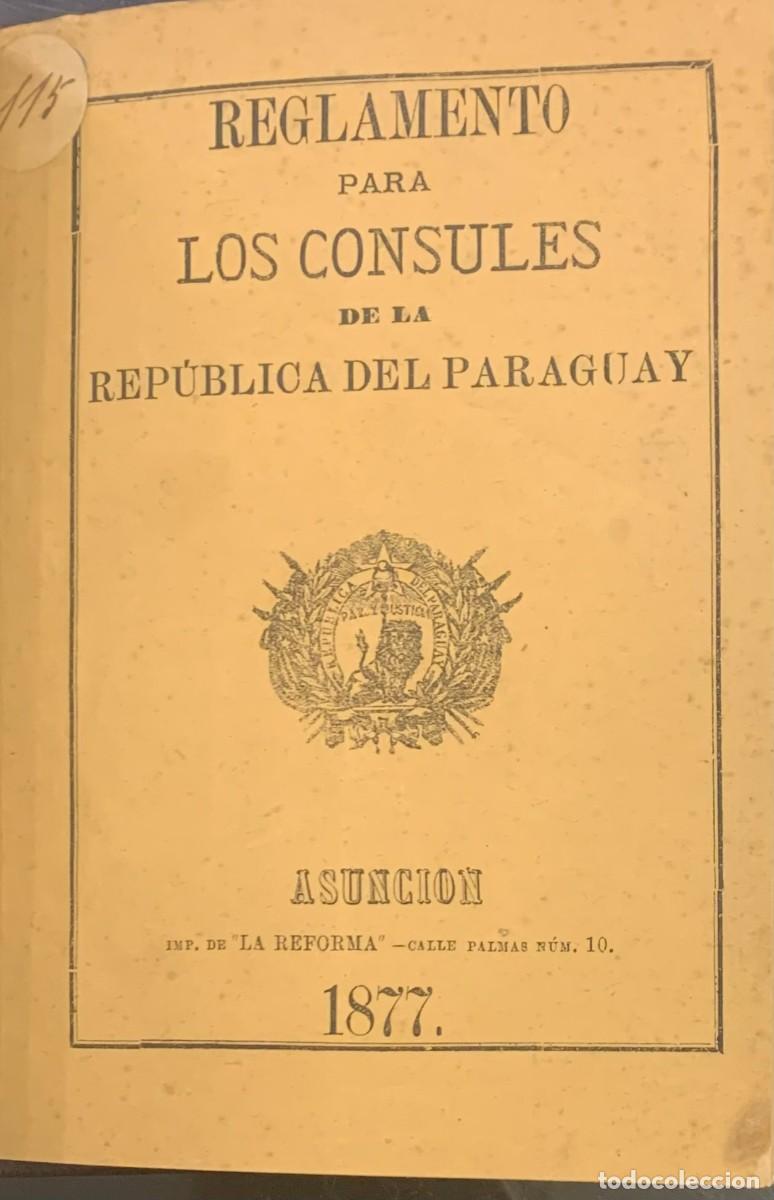 115
REGLAMENTO
PARA
LOS CONSULES
DE LA
REPÚBLICA DEL PARAGUAY
REPUBLICA DEL PARAGUAY
PAZ Y JUSTICIA
ASUNCION
IMP. DE "LA REFORMA" — CALLE PALMAS NÚM. 10.
1877.
todocoleccion